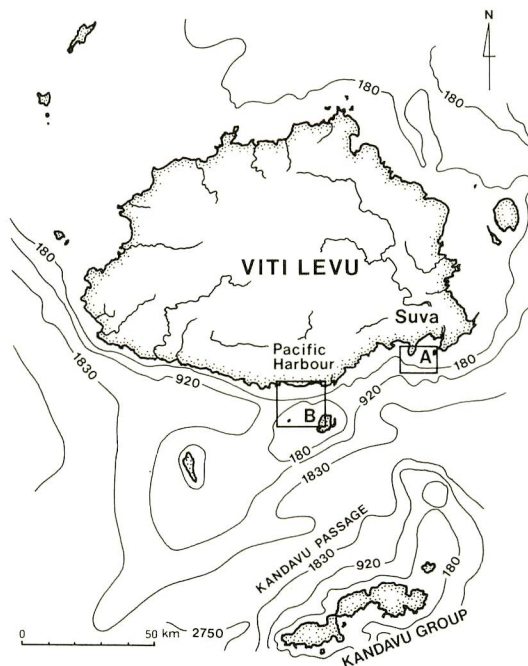 N
180
180
180
VITI LEVU
Suva
A
Pacific
Harbour
180
1830
920
920
180
B
180
1830
KANDAVU PASSAGE
1830
920
180
0 50 km
2750
KANDAVU GROUP